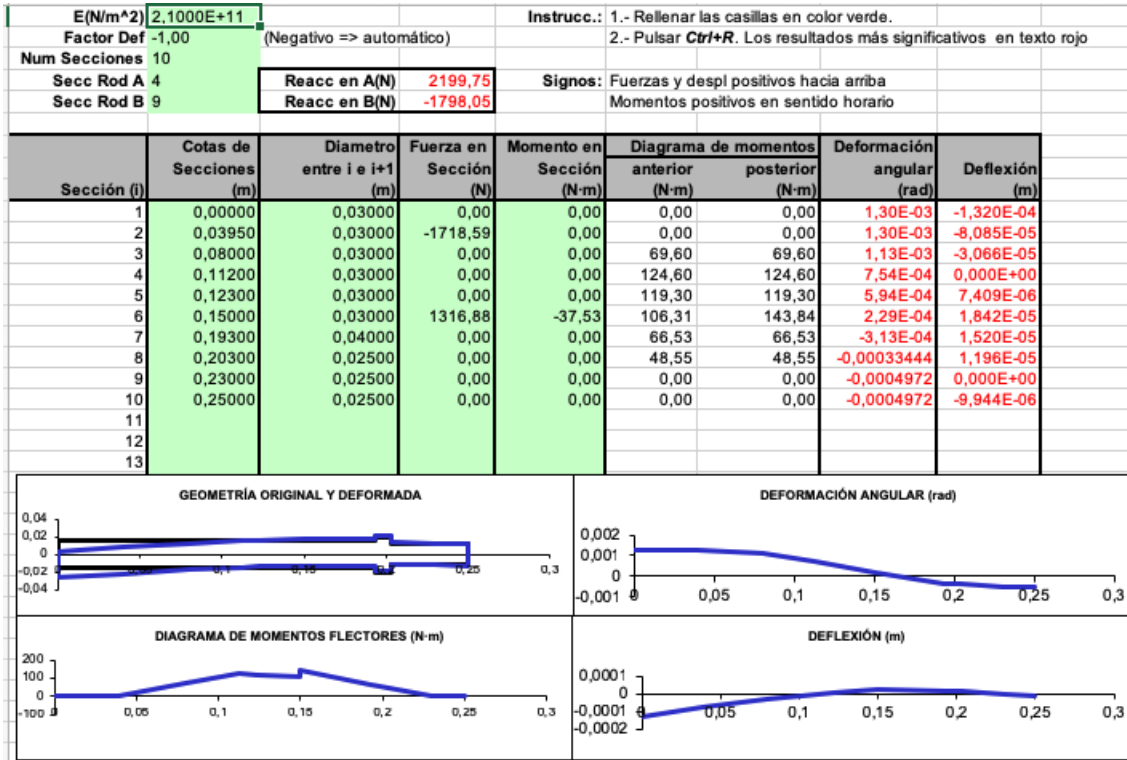 E(N/m^2) 2,1000E+11 Instrucc.: 1.- Rellenar las casillas en color verde.
Factor Def -1,00 (Negativo => automático) 2.- Pulsar Ctrl+R. Los resultados más significativos en texto rojo
Num Secciones 10
Secc Rod A 4 Reacc en A(N) 2199,75 Signos: Fuerzas y despl positivos hacia arriba
Secc Rod B 9 Reacc en B(N) -1798,05 Momentos positivos en sentido horario
Cotas de Diametro Fuerza en Momento en Diagrama de momentos Deformación
Secciones entre i e i+1 Sección Sección anterior posterior angular Deflexión
Sección (i) (m) (m) (N) (N·m) (N·m) (N·m) (rad) (m)
1 0,00000 0,03000 0,00 0,00 0,00 0,00 1,30E-03 -1,320E-04
2 0,03950 0,03000 -1718,59 0,00 0,00 0,00 1,30E-03 -8,085E-05
3 0,08000 0,03000 0,00 0,00 69,60 69,60 1,13E-03 -3,066E-05
4 0,11200 0,03000 0,00 0,00 124,60 124,60 7,54E-04 0,000E+00
5 0,12300 0,03000 0,00 0,00 119,30 119,30 5,94E-04 7,409E-06
6 0,15000 0,03000 1316,88 -37,53 106,31 143,84 2,29E-04 1,842E-05
7 0,19300 0,04000 0,00 0,00 66,53 66,53 -3,13E-04 1,520E-05
8 0,20300 0,02500 0,00 0,00 48,55 48,55 -0,00033444 1,196E-05
9 0,23000 0,02500 0,00 0,00 0,00 0,00 -0,0004972 0,000E+00
10 0,25000 0,02500 0,00 0,00 0,00 0,00 -0,0004972 -9,944E-06
11
12
13
GEOMETRÍA ORIGINAL Y DEFORMADA
0,04
0,02
0
-0,02
-0,04
0,1 0,15 0,2 0,25 0,3
DEFORMACIÓN ANGULAR (rad)
0,002
0,001
0
-0,001
0 0,05 0,1 0,15 0,2 0,25 0,3
DIAGRAMA DE MOMENTOS FLECTORES (N·m)
200
100
0
-100
0 0,05 0,1 0,15 0,2 0,25 0,3
DEFLEXIÓN (m)
0,0001
0
-0,0001
-0,0002
0 0,05 0,1 0,15 0,2 0,25 0,3